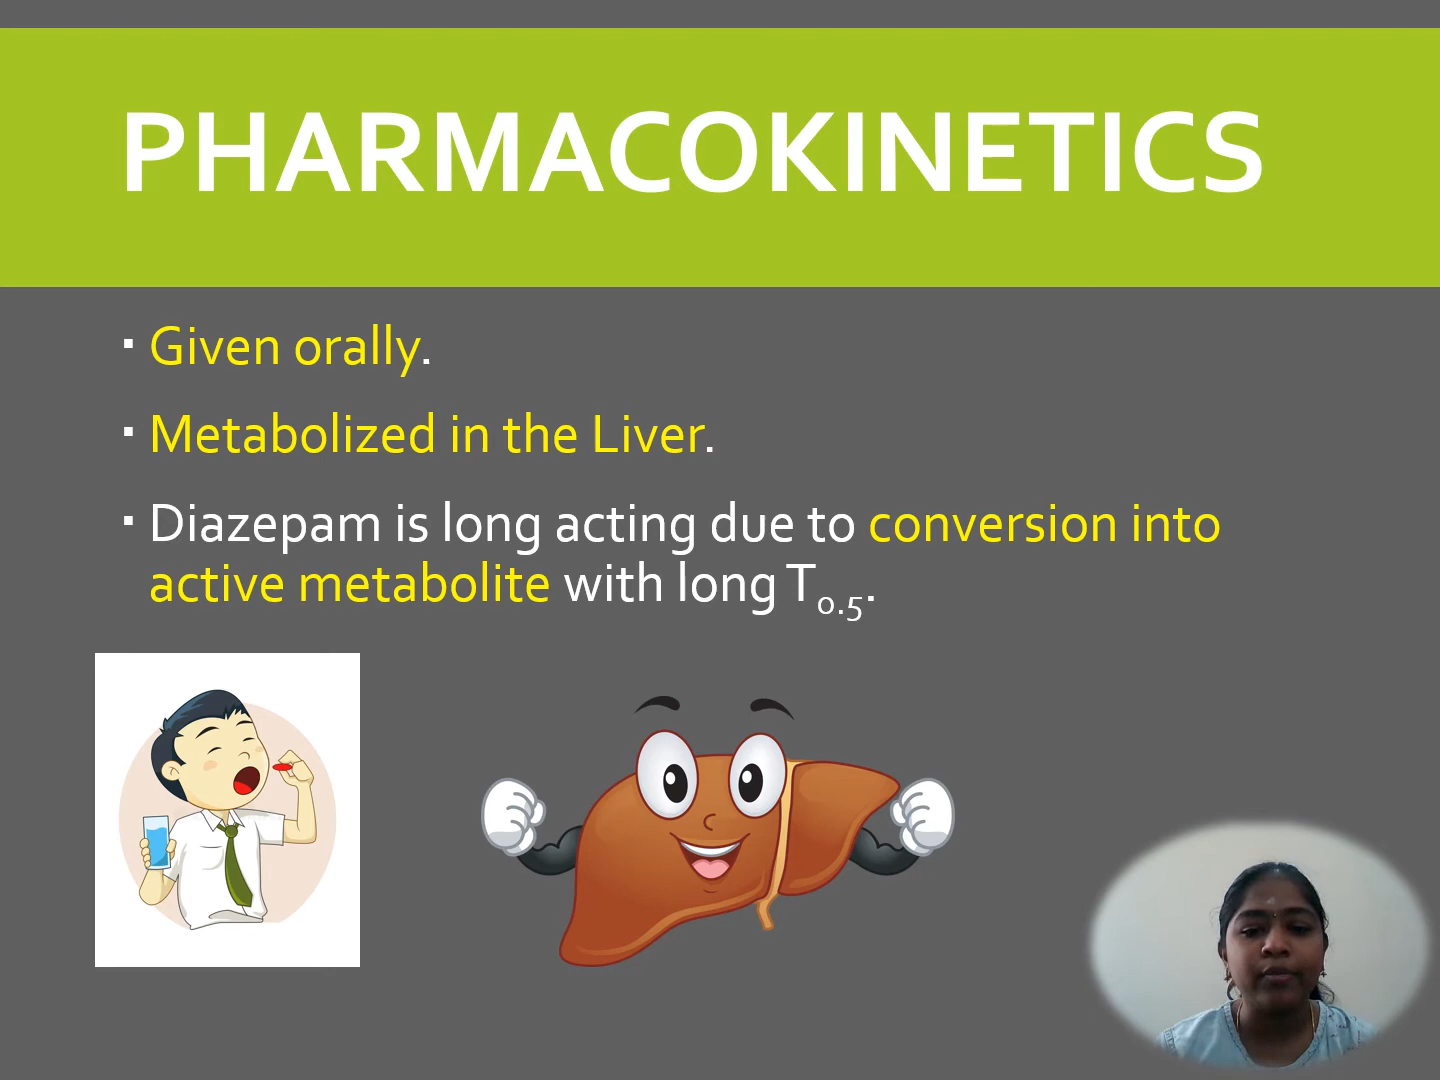 PHARMACOKINETICS
▪ Given orally.
▪ Metabolized in the Liver.
▪ Diazepam is long acting due to conversion into
active metabolite with long T0.5.